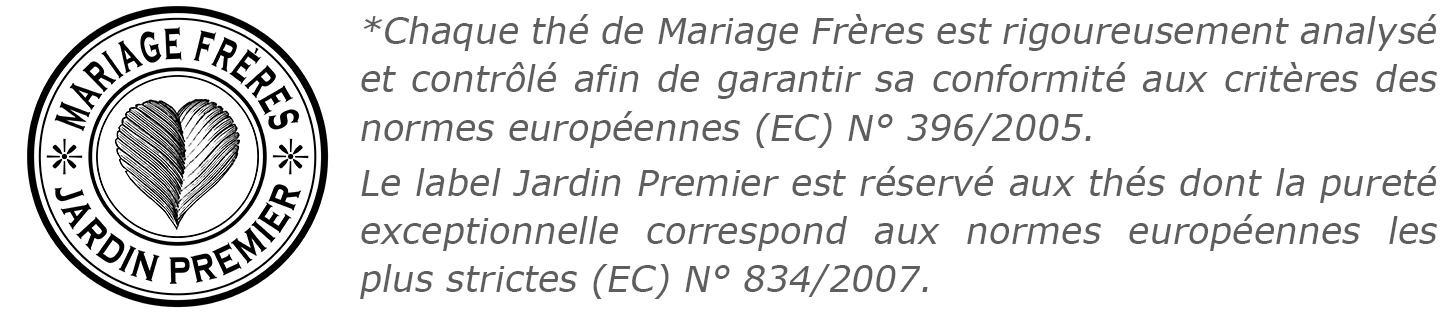 MARIAGE FRÈRES
JARDIN PREMIER
*Chaque thé de Mariage Frères est rigoureusement analysé
et contrôlé afin de garantir sa conformité aux critères des
normes européennes (EC) N° 396/2005.
Le label Jardin Premier est réservé aux thés dont la pureté
exceptionnelle correspond aux normes européennes les
plus strictes (EC) N° 834/2007.